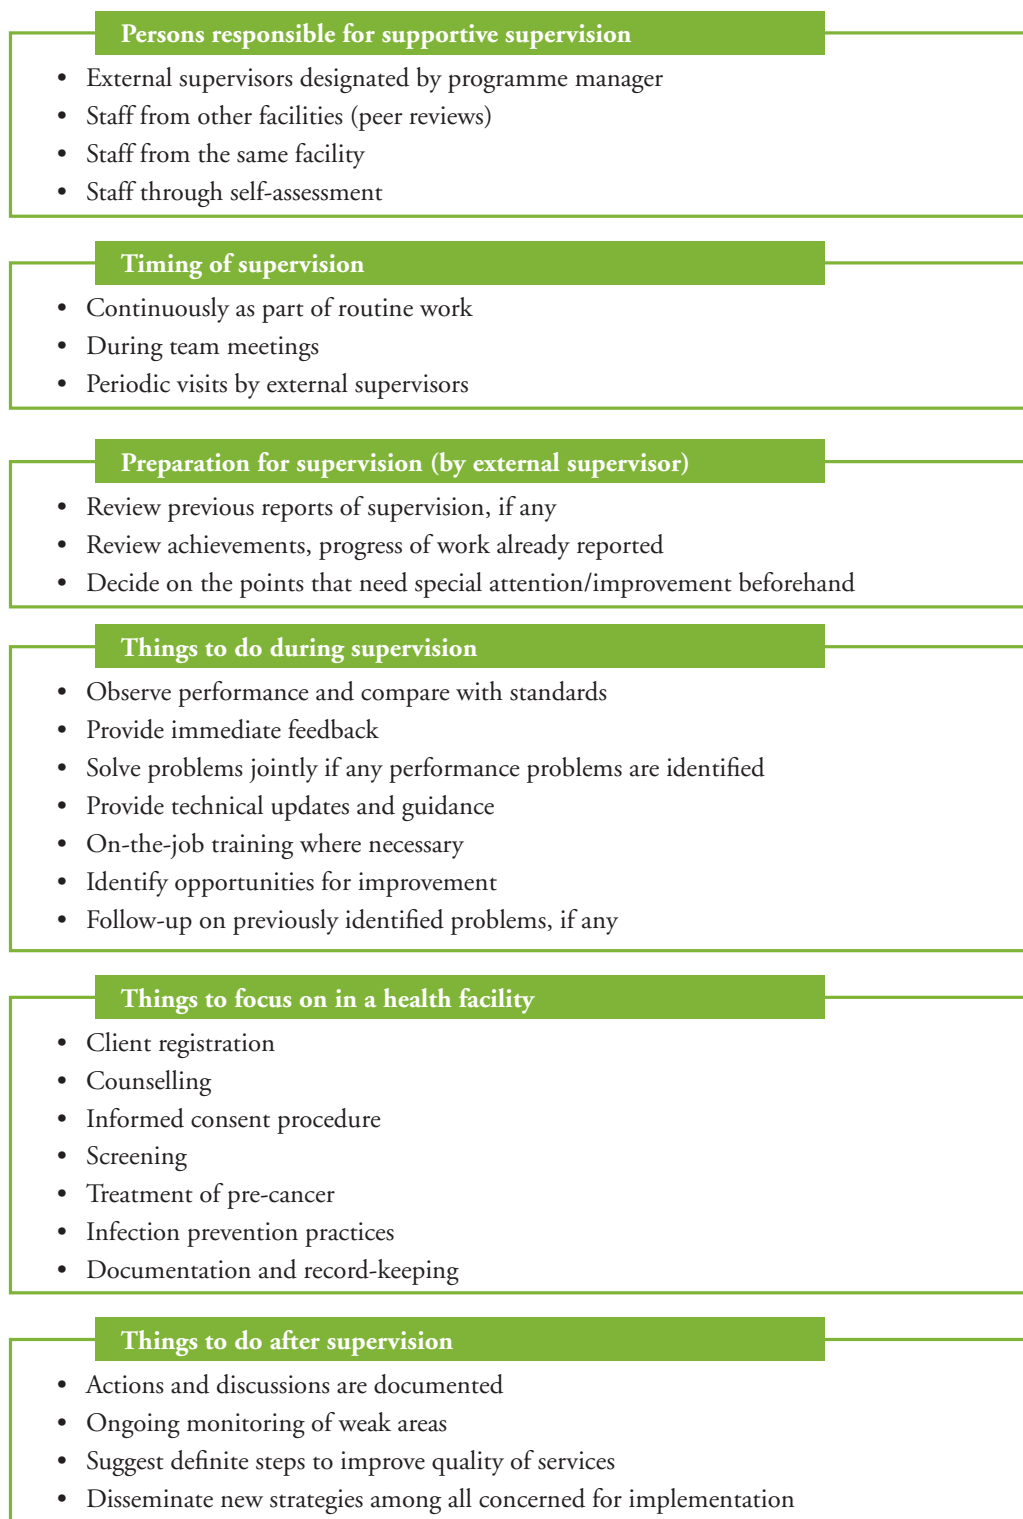 Persons responsible for supportive supervision
• External supervisors designated by programme manager
• Staff from other facilities (peer reviews)
• Staff from the same facility
• Staff through self-assessment
Timing of supervision
• Continuously as part of routine work
• During team meetings
• Periodic visits by external supervisors
Preparation for supervision (by external supervisor)
• Review previous reports of supervision, if any
• Review achievements, progress of work already reported
• Decide on the points that need special attention/improvement beforehand
Things to do during supervision
• Observe performance and compare with standards
• Provide immediate feedback
• Solve problems jointly if any performance problems are identified
• Provide technical updates and guidance
• On-the-job training where necessary
• Identify opportunities for improvement
• Follow-up on previously identified problems, if any
Things to focus on in a health facility
• Client registration
• Counselling
• Informed consent procedure
• Screening
• Treatment of pre-cancer
• Infection prevention practices
• Documentation and record-keeping
Things to do after supervision
• Actions and discussions are documented
• Ongoing monitoring of weak areas
• Suggest definite steps to improve quality of services
• Disseminate new strategies among all concerned for implementation